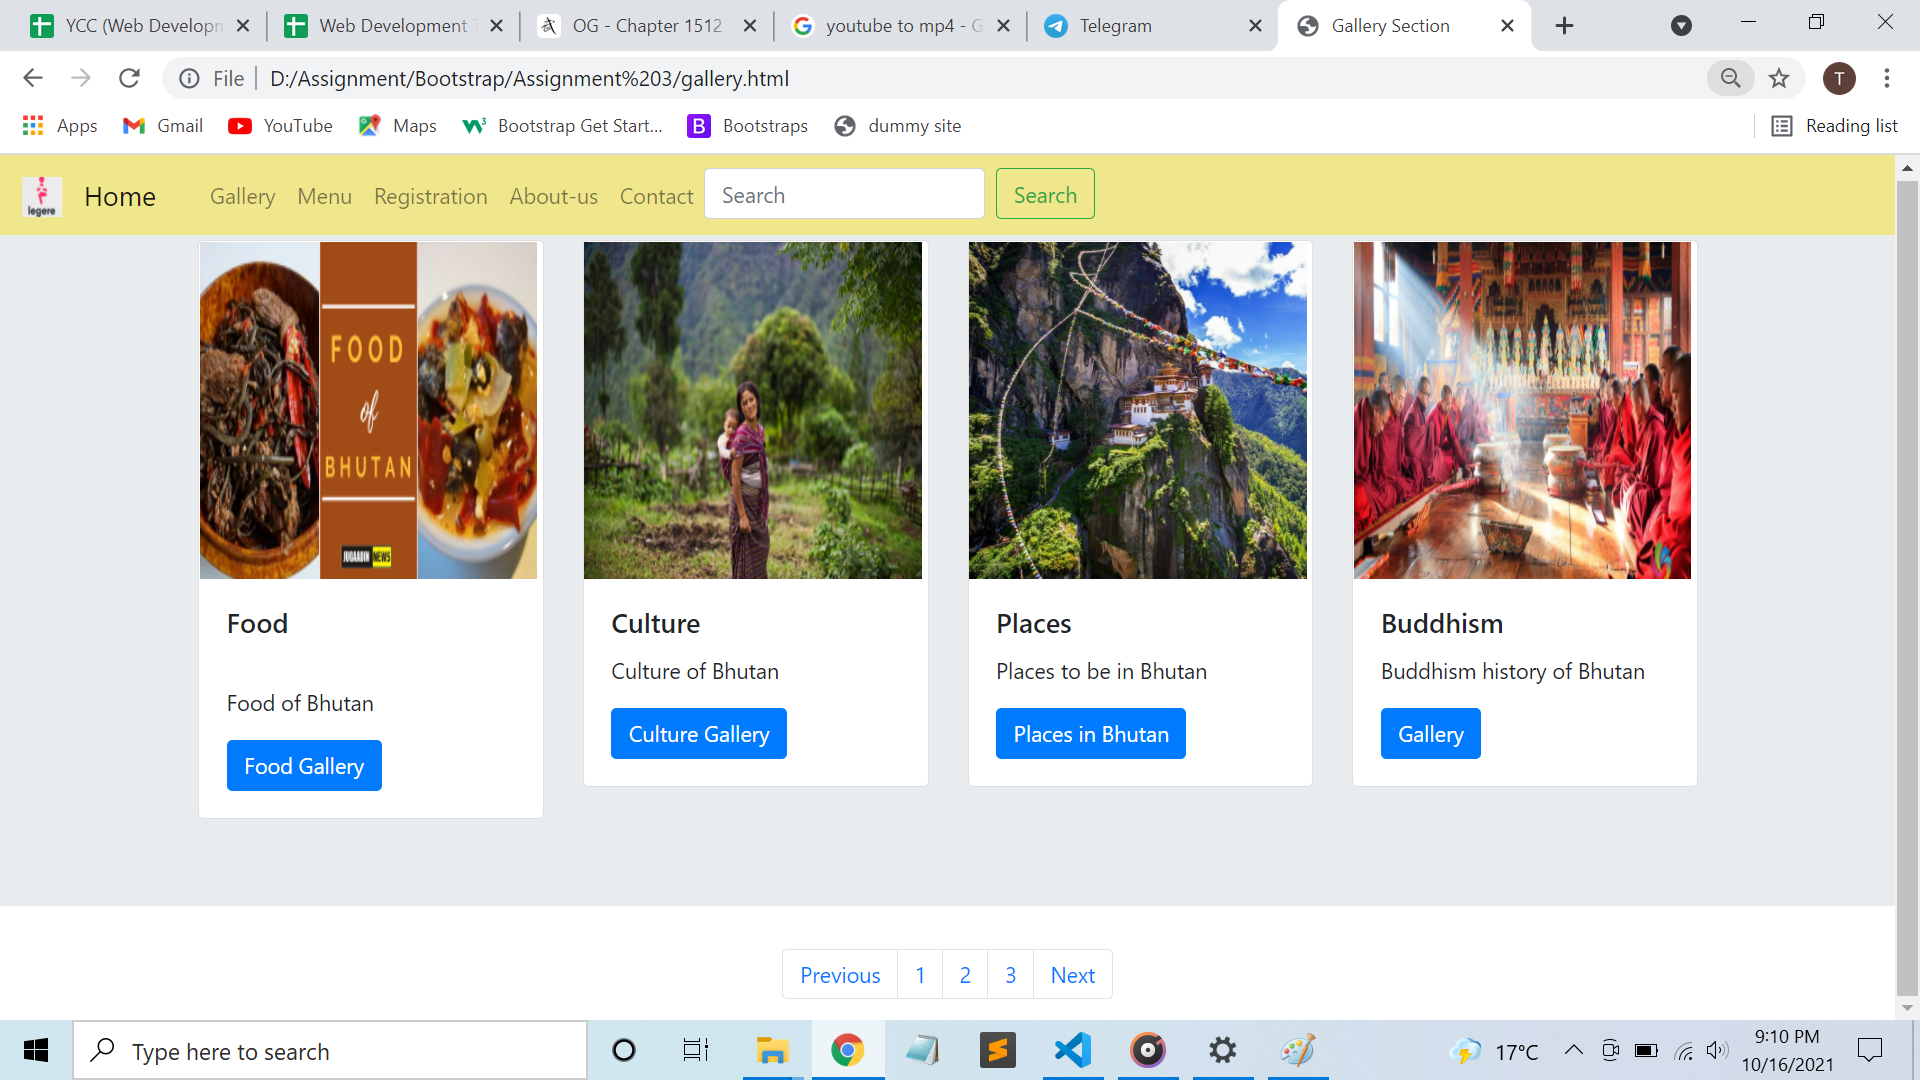 YCC (Web Developn
Web Development T
OG - Chapter 1512
youtube to mp4 - G
Telegram
Gallery Section
File
D:/Assignment/Bootstrap/Assignment%203/gallery.html
T
Apps
Gmail
YouTube
Maps
Bootstrap Get Start...
B Bootstraps
dummy site
Reading list
legere
Home
Gallery
Menu
Registration
About-us
Contact
Search
Search
FOOD
of
BHUTAN
JUGAADIN NEWS
Food
Food of Bhutan
Food Gallery
Culture
Culture of Bhutan
Culture Gallery
Places
Places to be in Bhutan
Places in Bhutan
Buddhism
Buddhism history of Bhutan
Gallery
Previous 1 2 3 Next
Type here to search
17°C
9:10 PM
10/16/2021